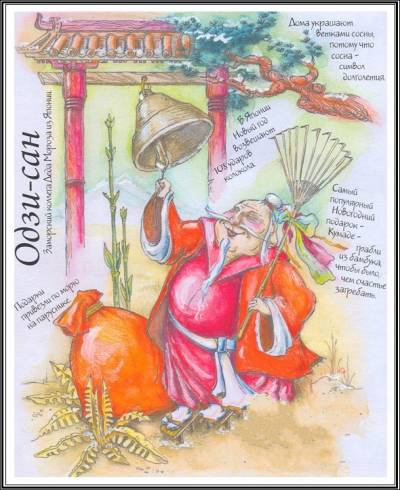 Дома украшают
ветками сосны,
потому что
сосна -
символ
долголетия.
В Японии
Новый год
возвещают
108 ударов
колокола
Одзи-сан
Заморский коллега Деда Мороза из Японии
Самый
популярный
Новогодний
подарок -
Кумаде -
грабли
из бамбука,
чтобы было,
чем счастье
загребать.
Подарки
привезли по морю
на паруснике